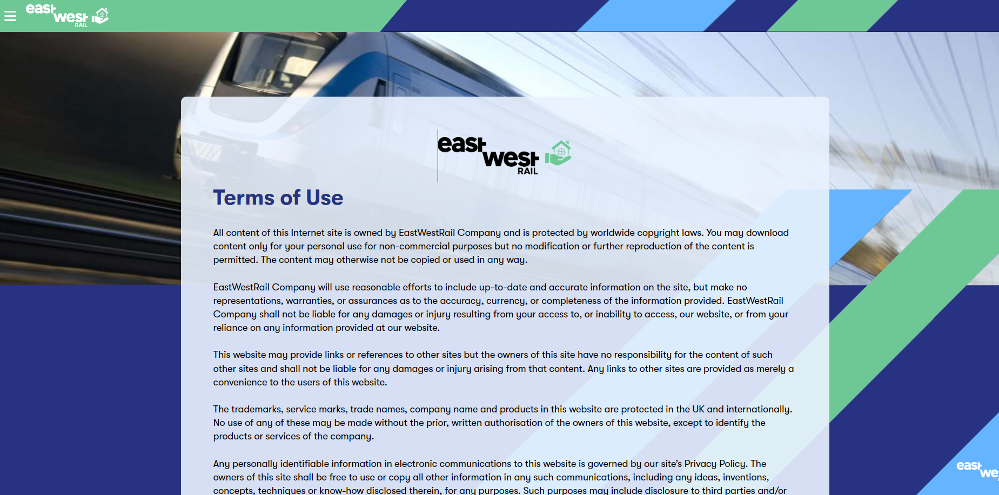 east
west
RAIL
east
west
RAIL
Terms of Use
All content of this Internet site is owned by EastWestRail Company and is protected by worldwide copyright laws. You may download
content only for your personal use for non-commercial purposes but no modification or further reproduction of the content is
permitted. The content may otherwise not be copied or used in any way.
EastWestRail Company will use reasonable efforts to include up-to-date and accurate information on the site, but make no
representations, warranties, or assurances as to the accuracy, currency, or completeness of the information provided. EastWestRail
Company shall not be liable for any damages or injury resulting from your access to, or inability to access, our website, or from your
reliance on any information provided at our website.
This website may provide links or references to other sites but the owners of this site have no responsibility for the content of such
other sites and shall not be liable for any damages or injury arising from that content. Any links to other sites are provided as merely a
convenience to the users of this website.
The trademarks, service marks, trade names, company name and products in this website are protected in the UK and internationally.
No use of any of these may be made without the prior, written authorisation of the owners of this website, except to identify the
products or services of the company.
Any personally identifiable information in electronic communications to this website is governed by our site’s Privacy Policy. The
owners of this site shall be free to use or copy all other information in any such communications, including any ideas, inventions,
concepts, techniques or know-how disclosed therein, for any purposes. Such purposes may include disclosure to third parties and/or
east
we